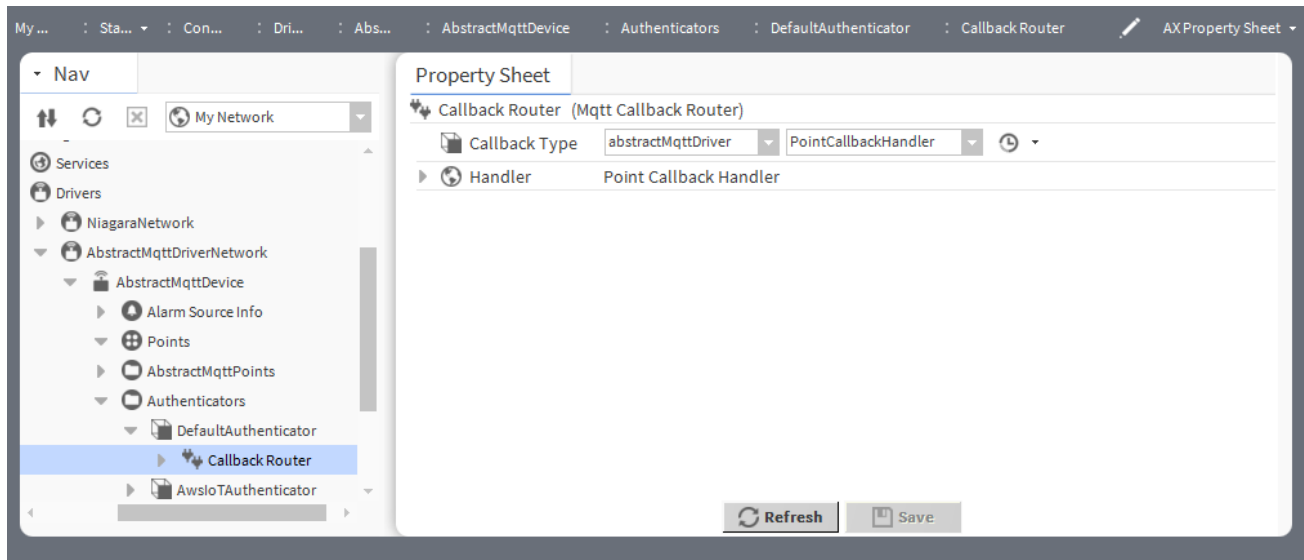 My ... : Sta... : Con... : Dri... : Abs... : AbstractMqttDevice : Authenticators : DefaultAuthenticator : Callback Router AX Property Sheet
Nav
My Network
Services
Drivers
NiagaraNetwork
AbstractMqttDriverNetwork
AbstractMqttDevice
Alarm Source Info
Points
AbstractMqttPoints
Authenticators
DefaultAuthenticator
Callback Router
AwsIoTAuthenticator
Property Sheet
Callback Router (Mqtt Callback Router)
Callback Type abstractMqttDriver PointCallbackHandler
Handler Point Callback Handler
Refresh Save